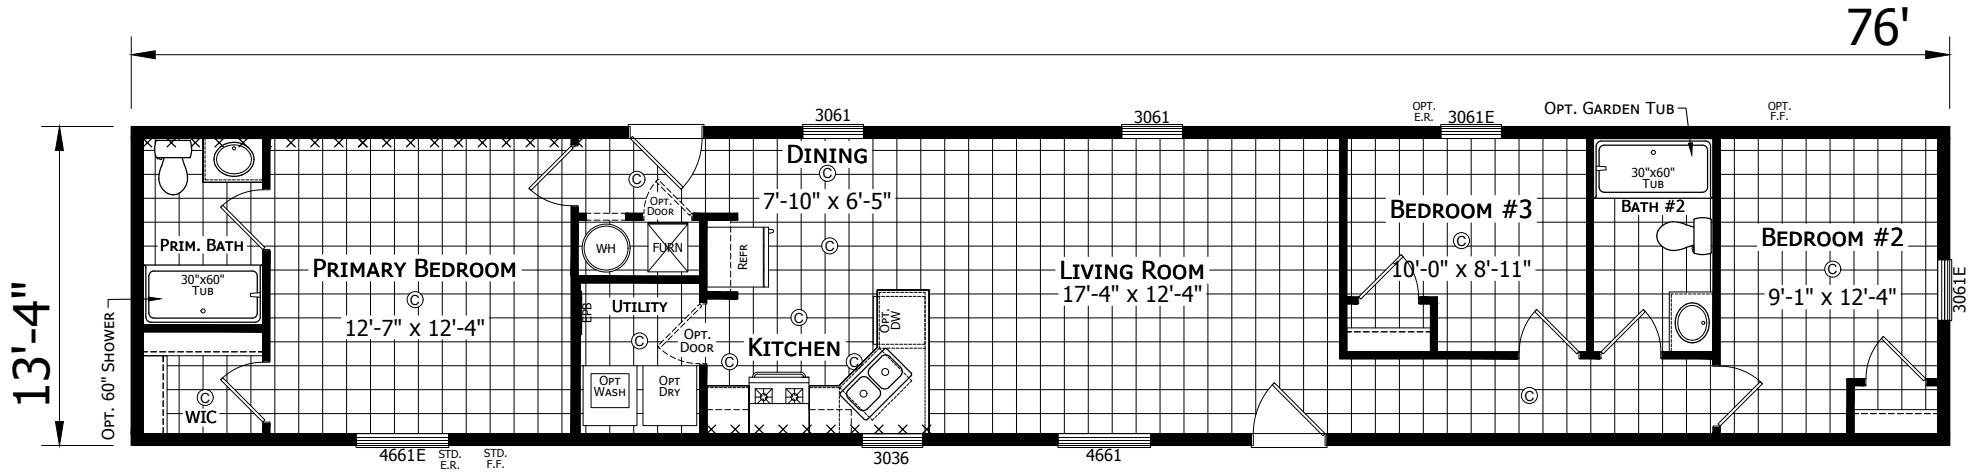 76'
13'-4"
3061
3061
OPT.
E.R.
3061E
OPT. GARDEN TUB
OPT.
F.F.
PRIM. BATH
30"x60"
TUB
OPT. 60" SHOWER
WIC
C
PRIMARY BEDROOM
C
12'-7" x 12'-4"
4661E
STD.
E.R.
STD.
F.F.
C
OPT.
DOOR
WH
FURN
REFR
EPB
UTILITY
C
OPT.
DOOR
OPT
WASH
OPT
DRY
DINING
C
7'-10" x 6'-5"
C
C
KITCHEN
C
C
OPT.
DW
3036
LIVING ROOM
17'-4" x 12'-4"
4661
BEDROOM #3
C
10'-0" x 8'-11"
30"x60"
TUB
BATH #2
C
BEDROOM #2
C
9'-1" x 12'-4"
3061E